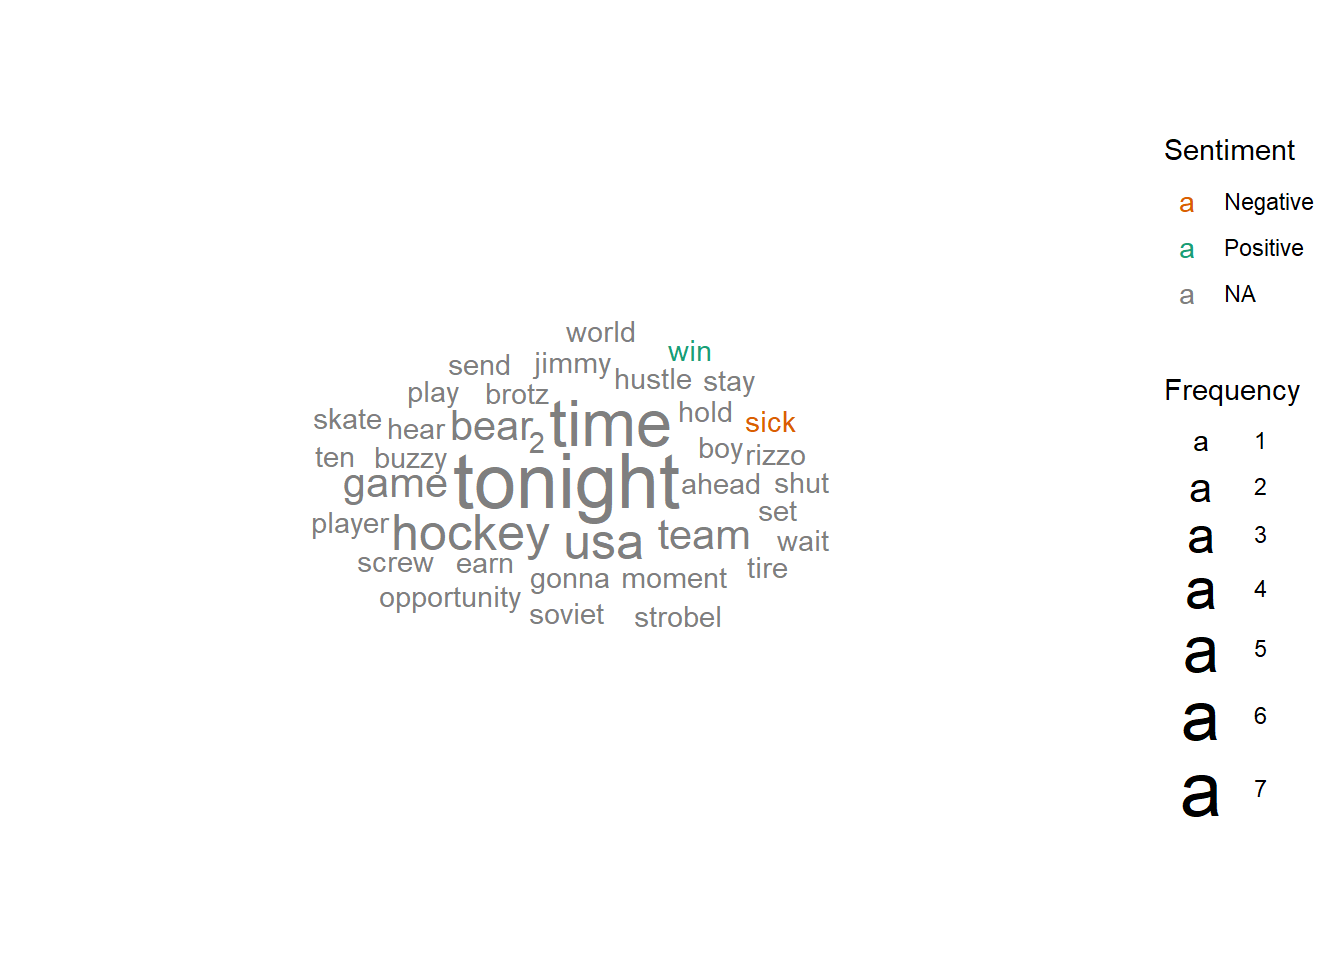 world
win
send
jimmy
hustle
stay
play
brotz
skate
hear
bear
2
time
hold
sick
ten
buzzy
boy
rizzo
game
tonight
ahead
shut
player
hockey
usa
team
set
wait
screw
earn
gonna
moment
tire
opportunity
soviet
strobel
Sentiment
a Negative
a Positive
a NA
Frequency
a 1
a 2
a 3
a 4
a 5
a 6
a 7